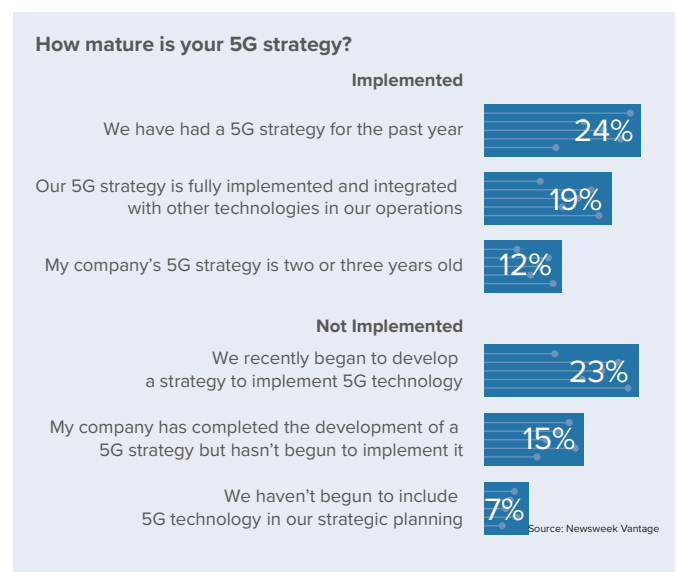 How mature is your 5G strategy?
Implemented
We have had a 5G strategy for the past year
24%
Our 5G strategy is fully implemented and integrated
with other technologies in our operations
19%
My company’s 5G strategy is two or three years old
12%
Not Implemented
We recently began to develop
a strategy to implement 5G technology
23%
My company has completed the development of a
5G strategy but hasn’t begun to implement it
15%
We haven’t begun to include
5G technology in our strategic planning
7%
Source: Newsweek Vantage